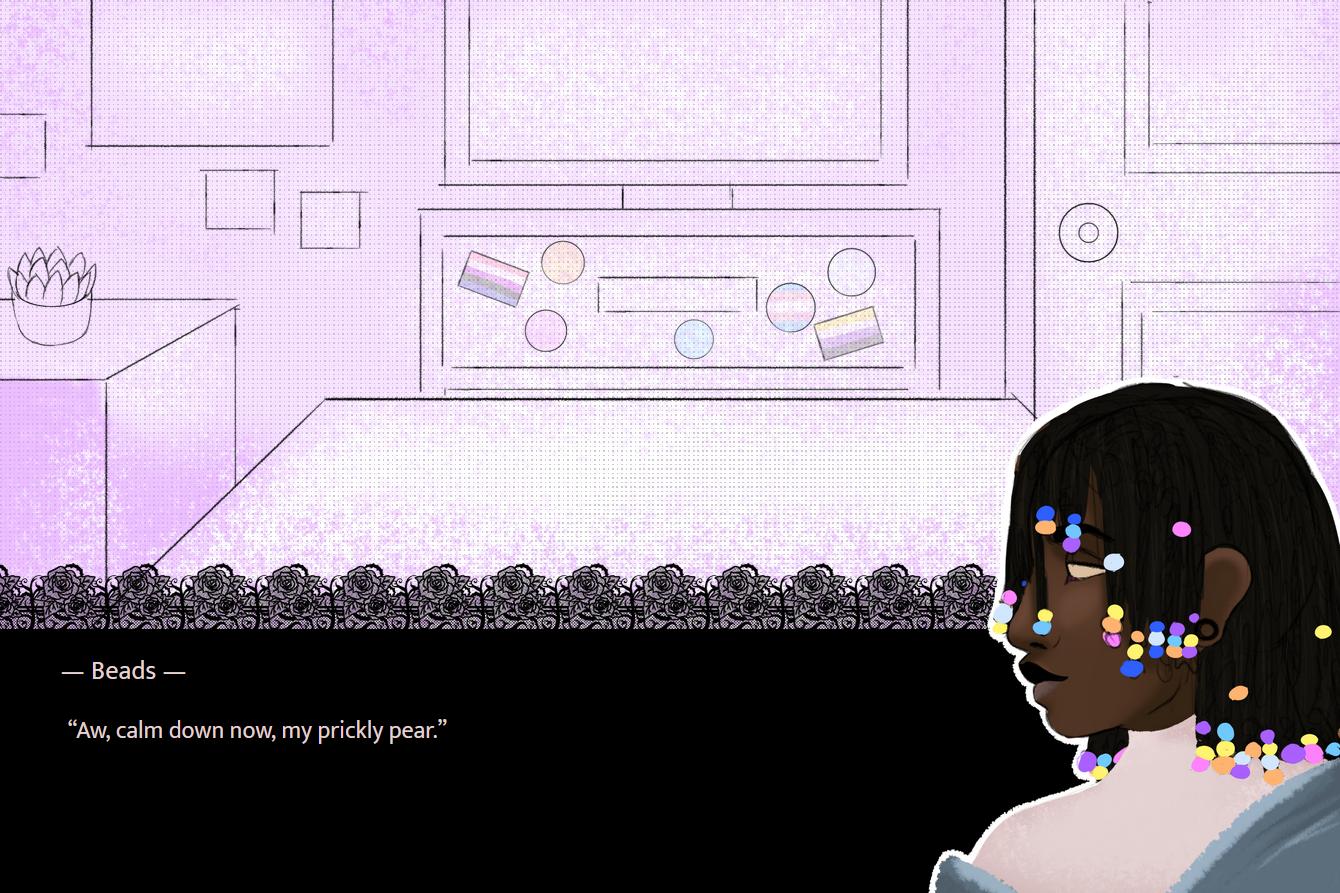 — Beads —
“Aw, calm down now, my prickly pear.”